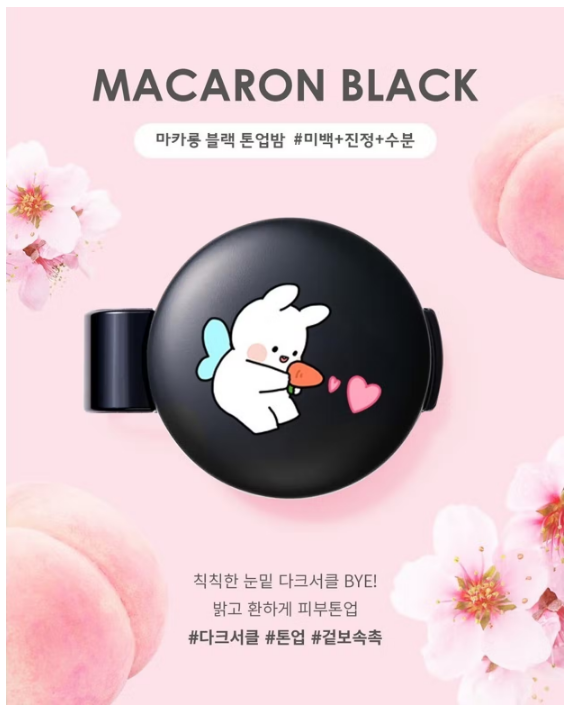 MACARON BLACK
마카롱 블랙 톤업밤 #미백+진정+수분
칙칙한 눈밑 다크서클 BYE!
밝고 환하게 피부톤업
#다크서클 #톤업 #겉보속촉